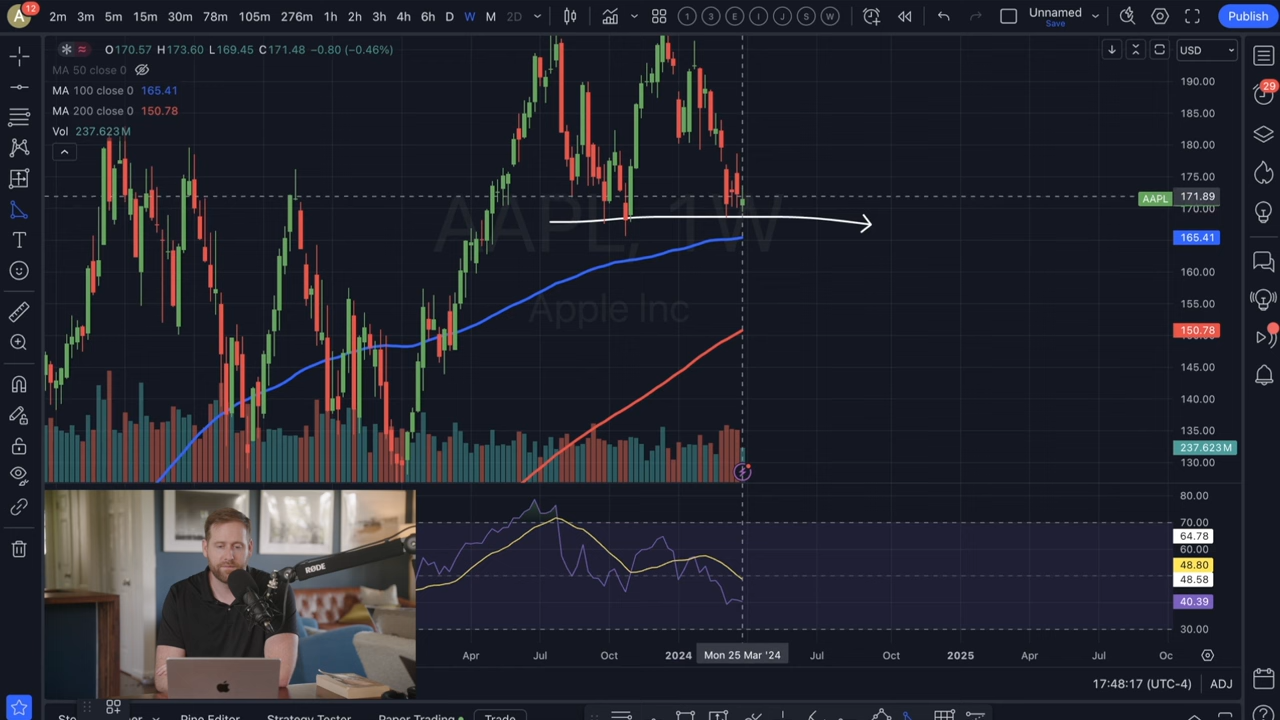 A 12 2m 3m 5m 15m 30m 78m 105m 276m 1h 2h 3h 4h 6h D W M 2D 1 3 E I J S W Unnamed Save Publish
O170.57 H173.60 L169.45 C171.48 −0.80 (−0.46%)
USD
MA 50 close 0
MA 100 close 0 165.41
MA 200 close 0 150.78
Vol 237.623M
AAPL, 1W
Apple Inc
190.00
185.00
180.00
175.00
AAPL 171.89
170.00
165.41
160.00
155.00
150.78
145.00
140.00
135.00
237.623M
130.00
80.00
70.00
64.78
60.00
48.80
48.58
40.39
30.00
29
T
RØDE
Apr Jul Oct 2024 Mon 25 Mar '24 Jul Oct 2025 Apr Jul Oc
17:48:17 (UTC-4) ADJ
Pine Editor Strategy Tester Paper Trading Trade